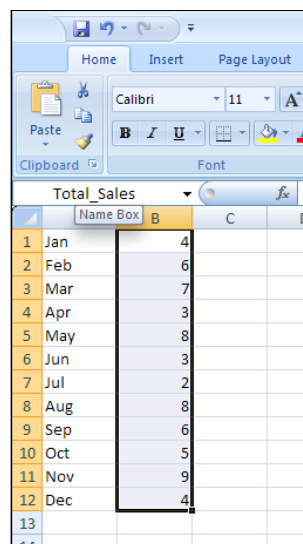 Home Insert Page Layout
Calibri 11 A
Paste
B I U
Clipboard Font
Total_Sales fx
Name Box
B C
1 Jan 4
2 Feb 6
3 Mar 7
4 Apr 3
5 May 8
6 Jun 3
7 Jul 2
8 Aug 8
9 Sep 6
10 Oct 5
11 Nov 9
12 Dec 4
13